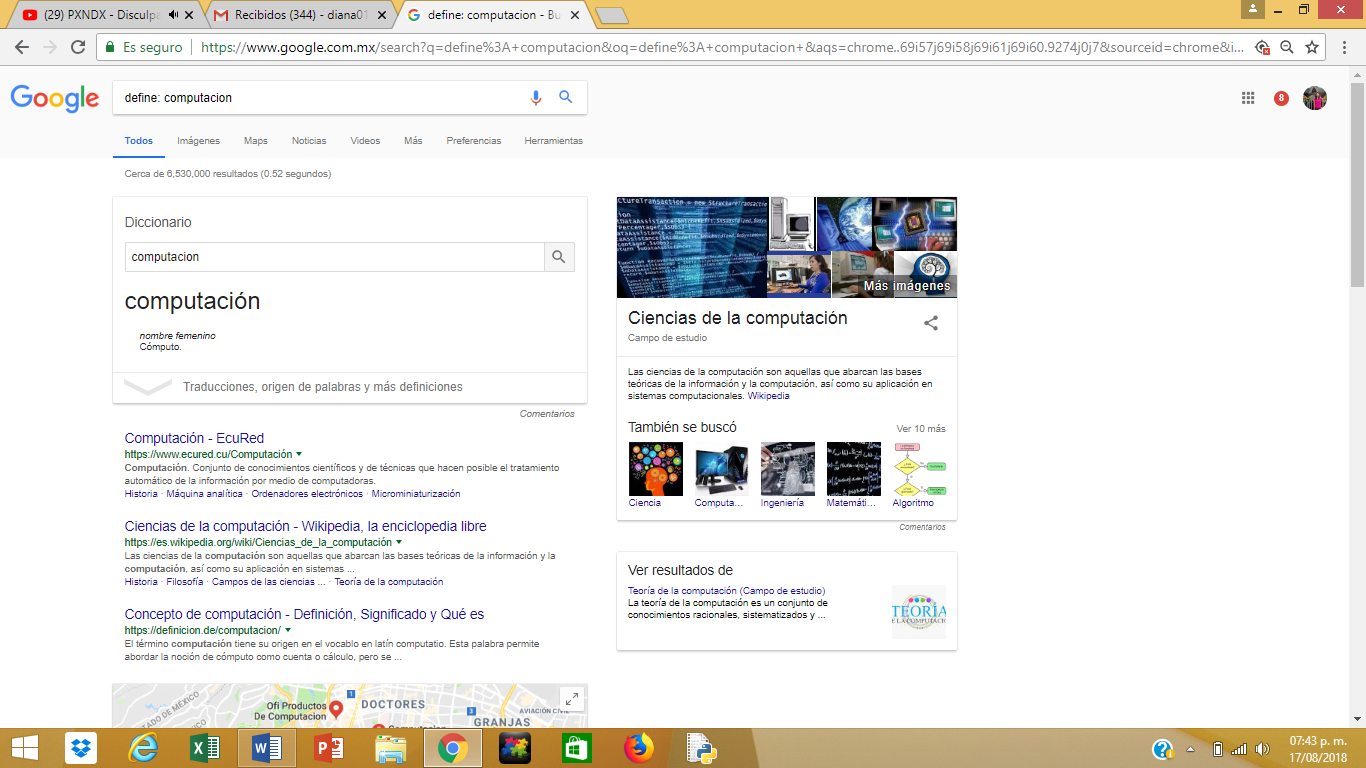 (29) PXNDX - Disculpa
Recibidos (344) - diana01
define: computacion - Bu
Es seguro
https://www.google.com.mx/search?q=define%3A+computacion&oq=define%3A+computacion+&aqs=chrome..69i57j69i58j69i61j69i60.9274j0j7&sourceid=chrome&i...
Google
define: computacion
8
Todos Imágenes Maps Noticias Videos Más Preferencias Herramientas
Cerca de 6,530,000 resultados (0.52 segundos)
Diccionario
computacion
computación
nombre femenino
Cómputo.
Traducciones, origen de palabras y más definiciones
Comentarios
Computación - EcuRed
https://www.ecured.cu/Computación
Computación. Conjunto de conocimientos científicos y de técnicas que hacen posible el tratamiento
automático de la información por medio de computadoras.
Historia · Máquina analítica · Ordenadores electrónicos · Microminiaturización
Ciencias de la computación - Wikipedia, la enciclopedia libre
https://es.wikipedia.org/wiki/Ciencias_de_la_computación
Las ciencias de la computación son aquellas que abarcan las bases teóricas de la información y la
computación, así como su aplicación en sistemas ...
Historia · Filosofía · Campos de las ciencias ... · Teoría de la computación
Concepto de computación - Definición, Significado y Qué es
https://definicion.de/computacion/
El término computación tiene su origen en el vocablo en latín computatio. Esta palabra permite
abordar la noción de cómputo como cuenta o cálculo, pero se ...
Ofi Productos
De Computacion
DOCTORES
AVIACIÓN CIVIL
GRANJAS
Computacion
1
3
Más imágenes
Ciencias de la computación
Campo de estudio
Las ciencias de la computación son aquellas que abarcan las bases
teóricas de la información y la computación, así como su aplicación en
sistemas computacionales. Wikipedia
También se buscó
Ver 10 más
Ciencia Computa... Ingeniería Matemáti... Algoritmo
Comentarios
Ver resultados de
Teoría de la computación (Campo de estudio)
La teoría de la computación es un conjunto de
conocimientos racionales, sistematizados y ...
TEORÍA
E LA COMPUTACIÓ
07:43 p. m.
17/08/2018